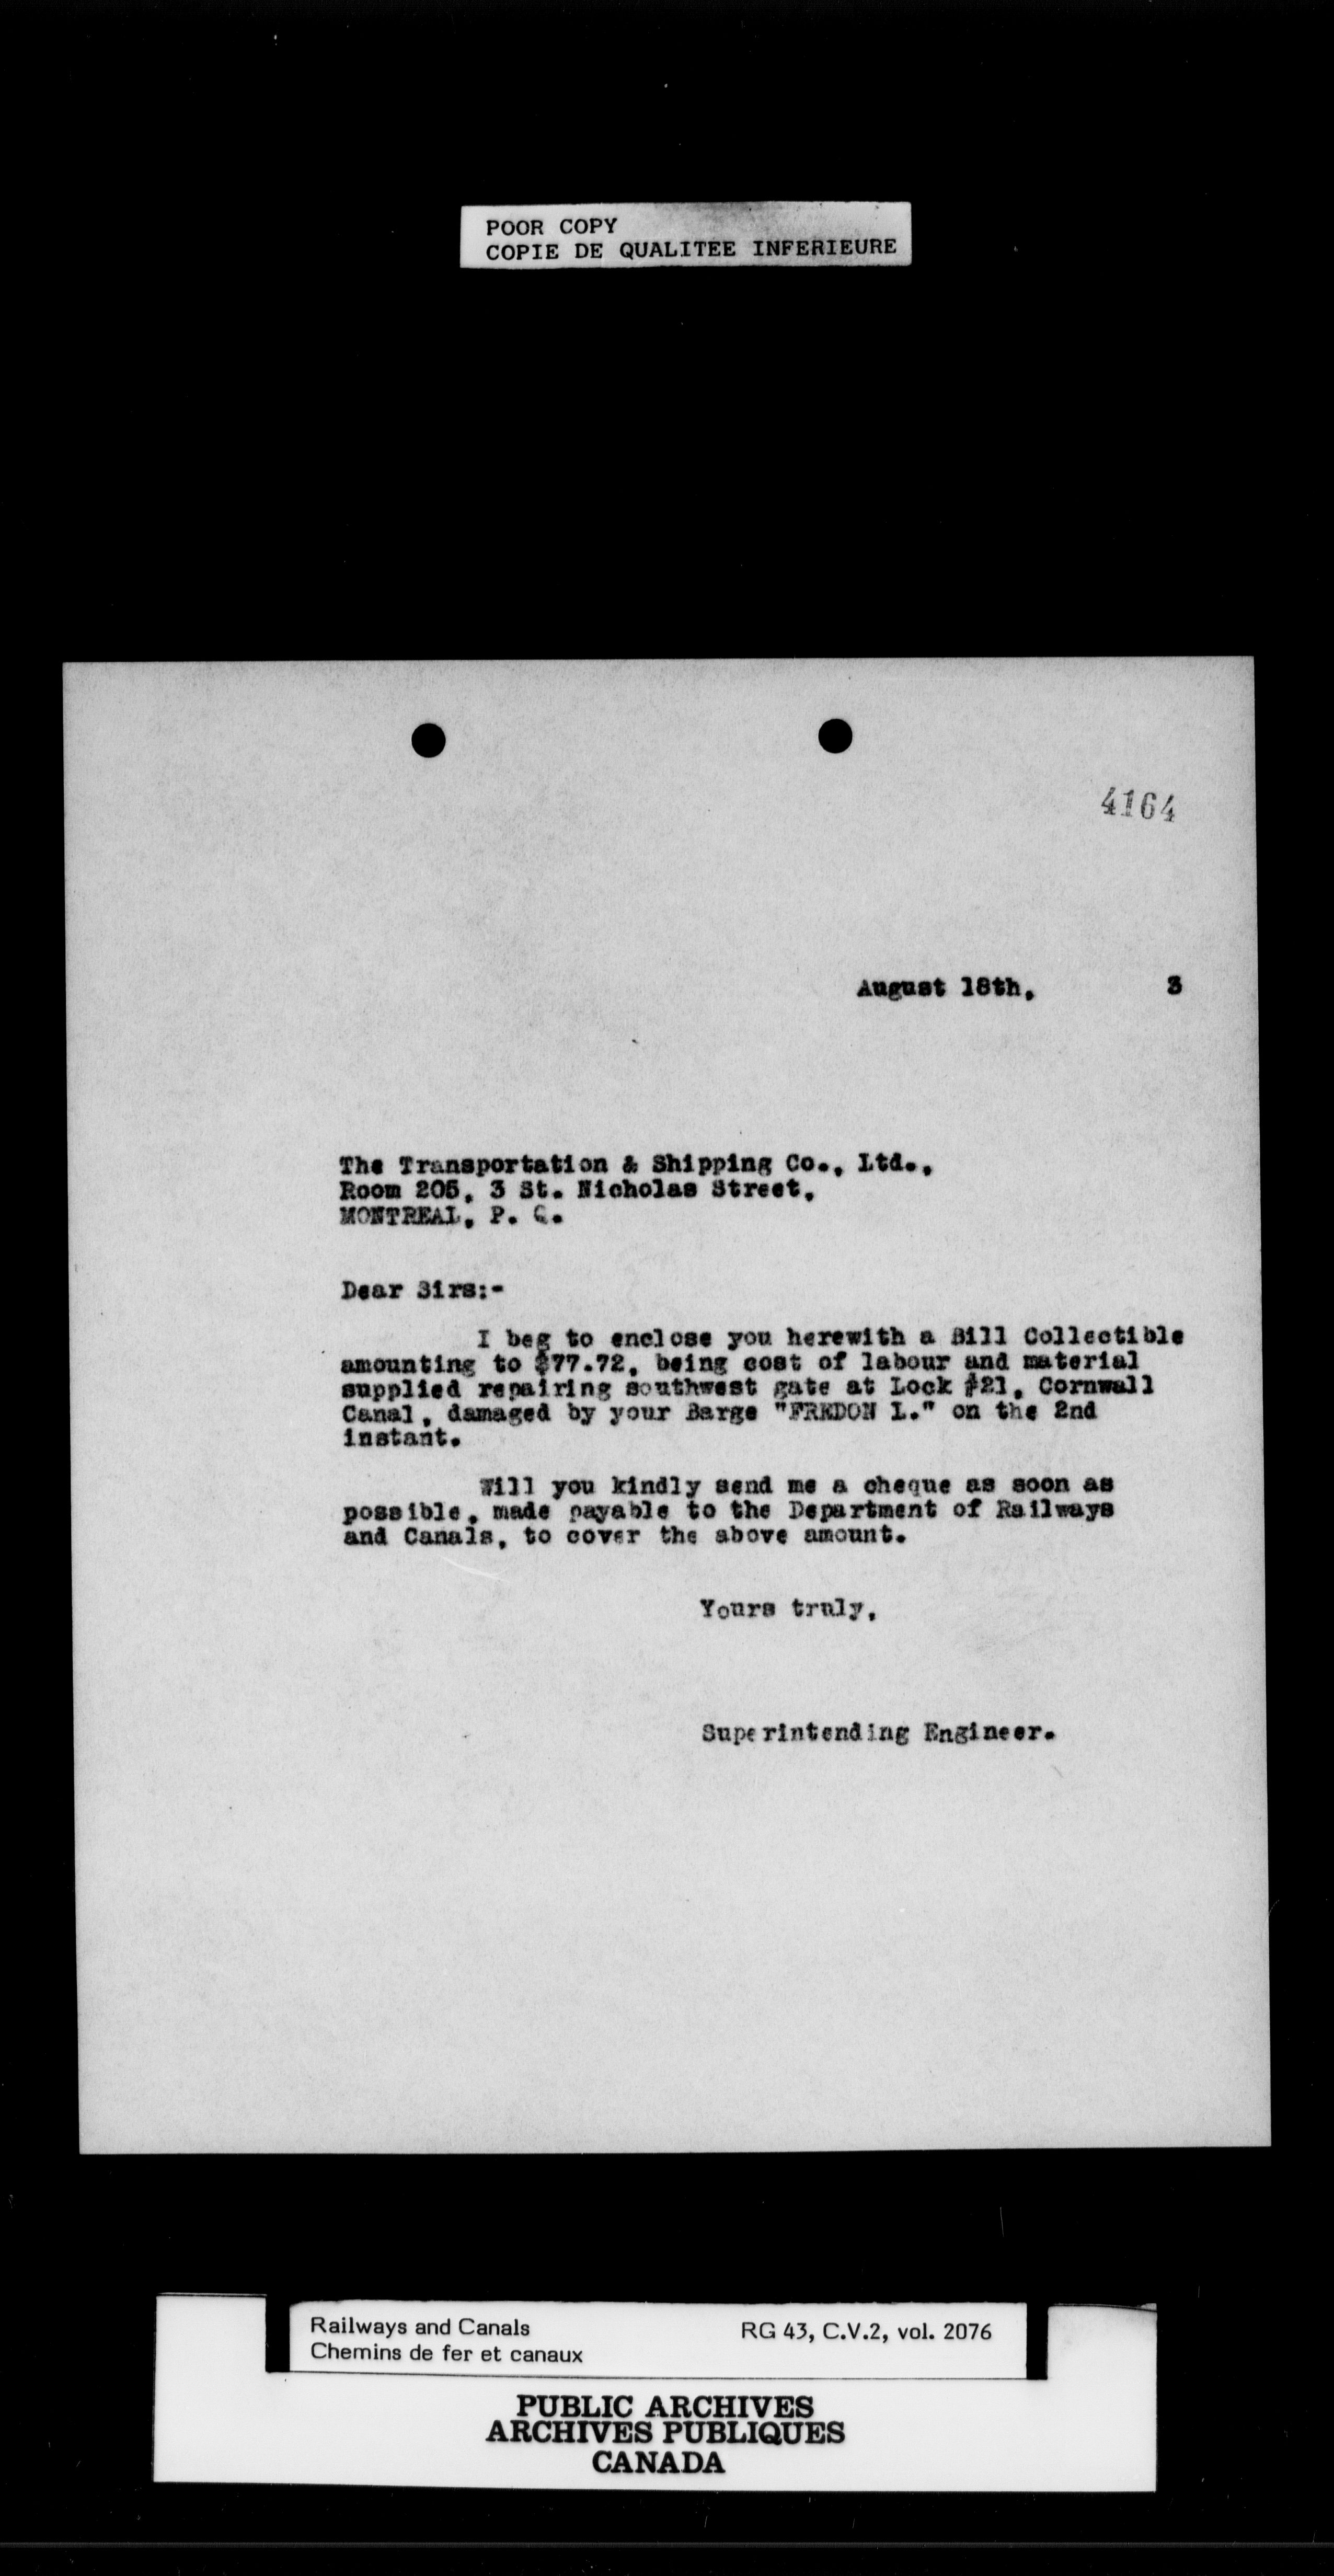 POOR COPY
COPIE DE QUALITEE INFERIEURE
4164
August 18th, 3
The Transportation & Shipping Co., Ltd.,
Room 205, 3 St. Nicholas Street,
MONTREAL, P. Q.
Dear Sirs:-
I beg to enclose you herewith a Bill Collectible
amounting to $77.72, being cost of labour and material
supplied repairing southwest gate at Lock #21, Cornwall
Canal, damaged by your Barge "FREDON L." on the 2nd
instant.
Will you kindly send me a cheque as soon as
possible, made payable to the Department of Railways
and Canals, to cover the above amount.
Yours truly,
Superintending Engineer.
Railways and Canals RG 43, C.V.2, vol. 2076
Chemins de fer et canaux
PUBLIC ARCHIVES
ARCHIVES PUBLIQUES
CANADA